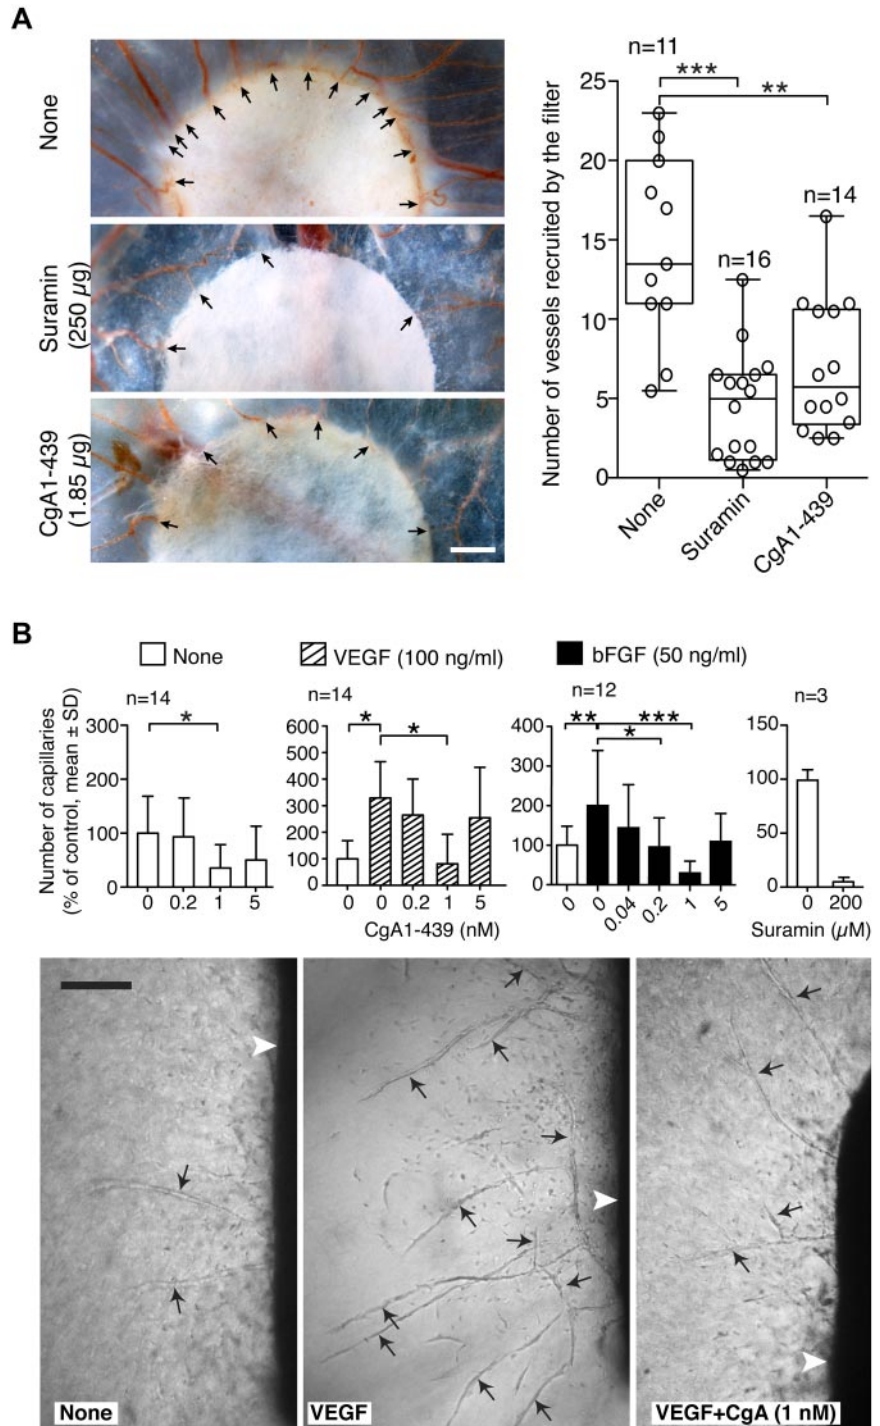 A
None
Suramin
(250 µg)
CgA1-439
(1.85 µg)
Number of vessels recruited by the filter
n=11
***
**
n=14
n=16
25
20
15
10
5
0
None
Suramin
CgA1-439
B
None
VEGF (100 ng/ml)
bFGF (50 ng/ml)
Number of capillaries
(% of control, mean ± SD)
n=14
*
300
200
100
0
0 0.2 1 5
n=14
*
*
600
500
400
300
200
100
0
0 0 0.2 1 5
n=12
**
***
*
400
300
200
100
0
0 0 0.04 0.2 1 5
n=3
150
100
50
0
0 200
CgA1-439 (nM)
Suramin (µM)
None
VEGF
VEGF+CgA (1 nM)